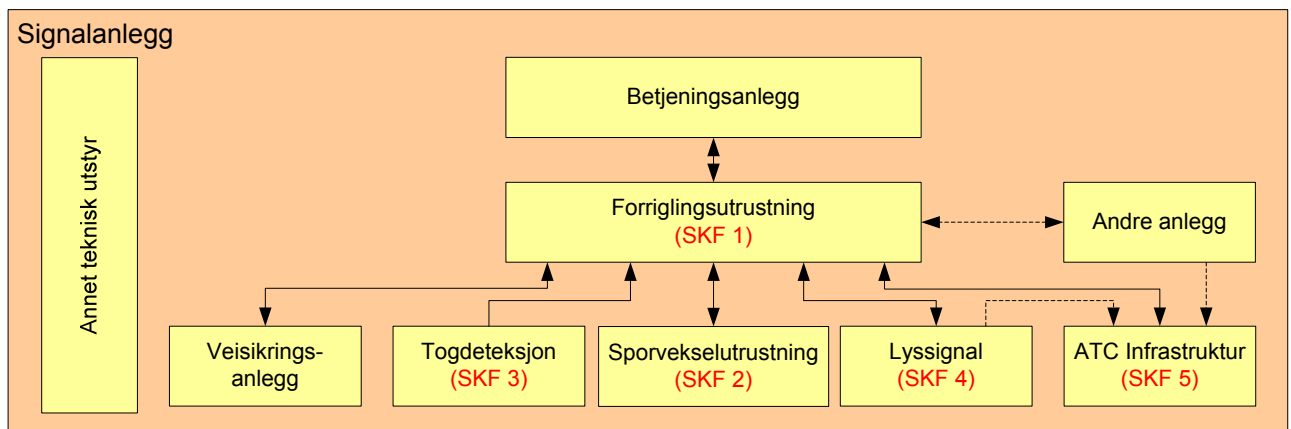 Signalanlegg
Annet teknisk utstyr
Betjeningsanlegg
Forriglingsutrustning
(SKF 1)
Andre anlegg
Veisikrings-
anlegg
Togdeteksjon
(SKF 3)
Sporvekselutrustning
(SKF 2)
Lyssignal
(SKF 4)
ATC Infrastruktur
(SKF 5)